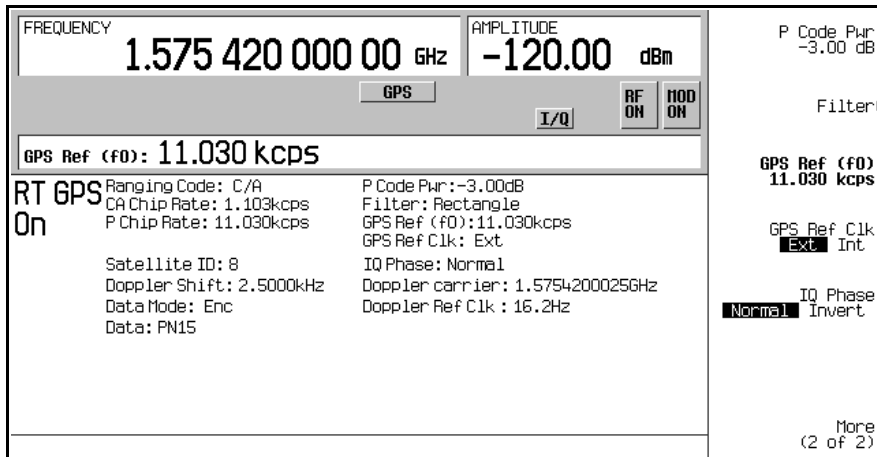 FREQUENCY
1.575 420 000 00 GHz
AMPLITUDE
-120.00 dBm
GPS
I/Q
RF ON
MOD ON
GPS Ref (f0): 11.030 kcps
RT GPS On
Ranging Code: C/A
CA Chip Rate: 1.103kcps
P Chip Rate: 11.030kcps
P Code Pwr:-3.00dB
Filter: Rectangle
GPS Ref (f0):11.030kcps
GPS Ref Clk: Ext
Satellite ID: 8
Doppler Shift: 2.5000kHz
Data Mode: Enc
Data: PN15
IQ Phase: Normal
Doppler carrier: 1.5754200025GHz
Doppler Ref Clk : 16.2Hz
P Code Pwr
-3.00 dB
Filter
GPS Ref (f0)
11.030 kcps
GPS Ref Clk
Ext Int
IQ Phase
Normal Invert
More
(2 of 2)